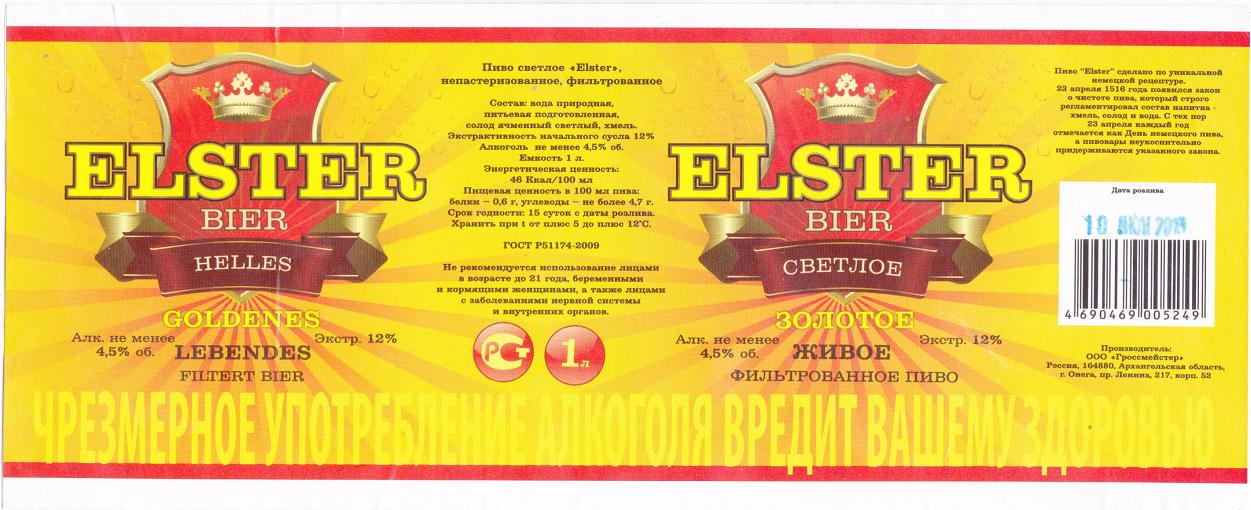 ELSTER
BIER
HELLES
GOLDENES
Алк. не менее
4,5% об.
Экстр. 12%
LEBENDES
FILTERT BIER
Пиво светлое «Elster»,
непастеризованное, фильтрованное
Состав: вода природная,
питьевая подготовленная,
солод ячменный светлый, хмель.
Экстрактивность начального сусла 12%
Алкоголь не менее 4,5% об.
Емкость 1 л.
Энергетическая ценность:
46 Ккал/100 мл
Пищевая ценность в 100 мл пива:
белки – 0,6 г, углеводы – не более 4,7 г.
Срок годности: 15 суток с даты розлива.
Хранить при t от плюс 5 до плюс 12°С.
ГОСТ Р51174-2009
Не рекомендуется использование лицами
в возрасте до 21 года, беременными
и кормящими женщинами, а также лицами
с заболеваниями нервной системы
и внутренних органов.
РСТ
1 л
ELSTER
BIER
СВЕТЛОЕ
ЗОЛОТОЕ
Алк. не менее
4,5% об.
Экстр. 12%
ЖИВОЕ
ФИЛЬТРОВАННОЕ ПИВО
Пиво "Elster" сделано по уникальной
немецкой рецептуре.
23 апреля 1516 года появился закон
о чистоте пива, который строго
регламентировал состав напитка -
хмель, солод и вода. С тех пор
23 апреля каждый год
отмечается как День немецкого пива,
а пивовары неукоснительно
придерживаются указанного закона.
Дата розлива
10 ИЮН
4 690469 005249
Производитель:
ООО «Гроссмейстер»
Россия, 164880, Архангельская область,
г. Онега, пр. Ленина, 217, корп. 52
ЧРЕЗМЕРНОЕ УПОТРЕБЛЕНИЕ АЛКОГОЛЯ ВРЕДИТ ВАШЕМУ ЗДОРОВЬЮ